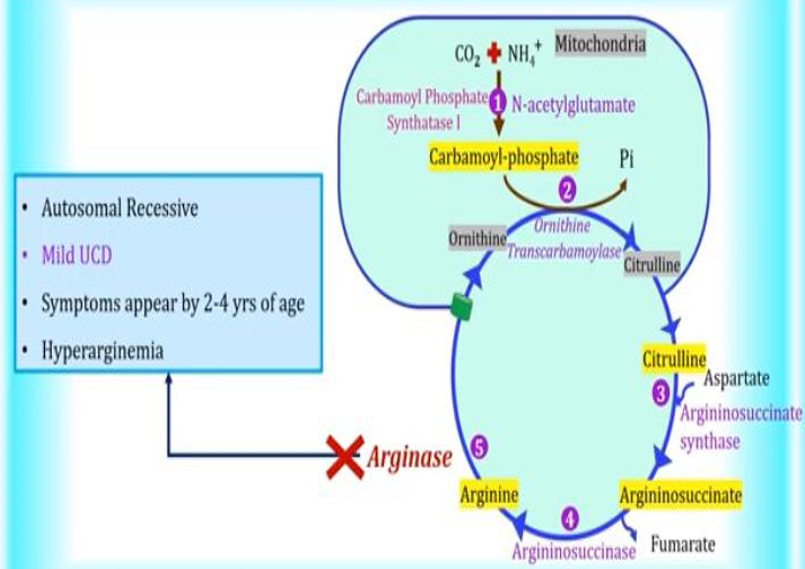 CO₂ + NH₄⁺
Mitochondria
Carbamoyl Phosphate
Synthatase I
1
N-acetylglutamate
Carbamoyl-phosphate
Pi
2
Ornithine
Ornithine
Transcarbamoylase
Citrulline
Citrulline
Aspartate
3
Argininosuccinate
synthase
Argininosuccinate
Fumarate
4
Argininosuccinase
Arginine
5
Arginase
• Autosomal Recessive
• Mild UCD
• Symptoms appear by 2-4 yrs of age
• Hyperarginemia